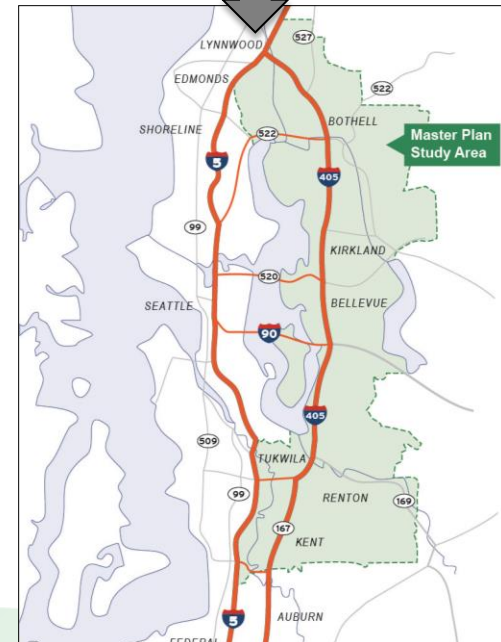 LYNNWOOD
527
EDMONDS
522
SHORELINE
522
BOTHELL
Master Plan
Study Area
5
405
99
KIRKLAND
520
SEATTLE
BELLEVUE
90
405
509
TUKWILA
99
RENTON
169
167
KENT
5
AUBURN
FEDERAL